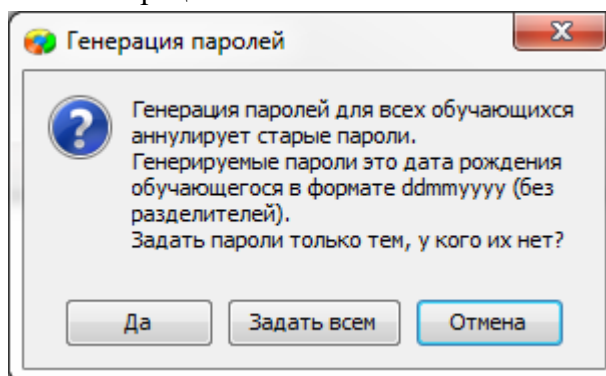 Генерация паролей
Генерация паролей для всех обучающихся
аннулирует старые пароли.
Генерируемые пароли это дата рождения
обучающегося в формате ddmmyyyy (без
разделителей).
Задать пароли только тем, у кого их нет?
Да
Задать всем
Отмена